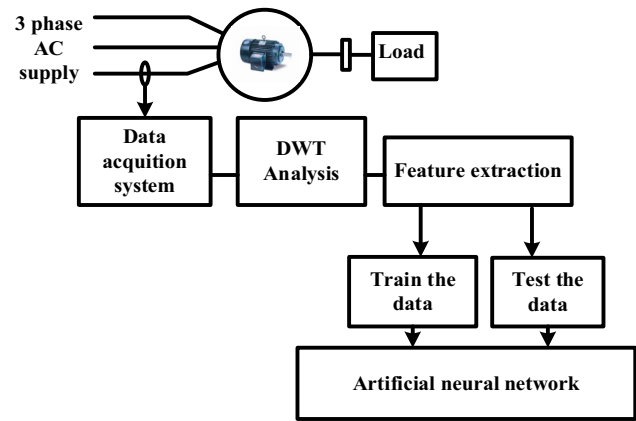 3 phase
AC
supply
Load
Data
acquition
system
DWT
Analysis
Feature extraction
Train the
data
Test the
data
Artificial neural network